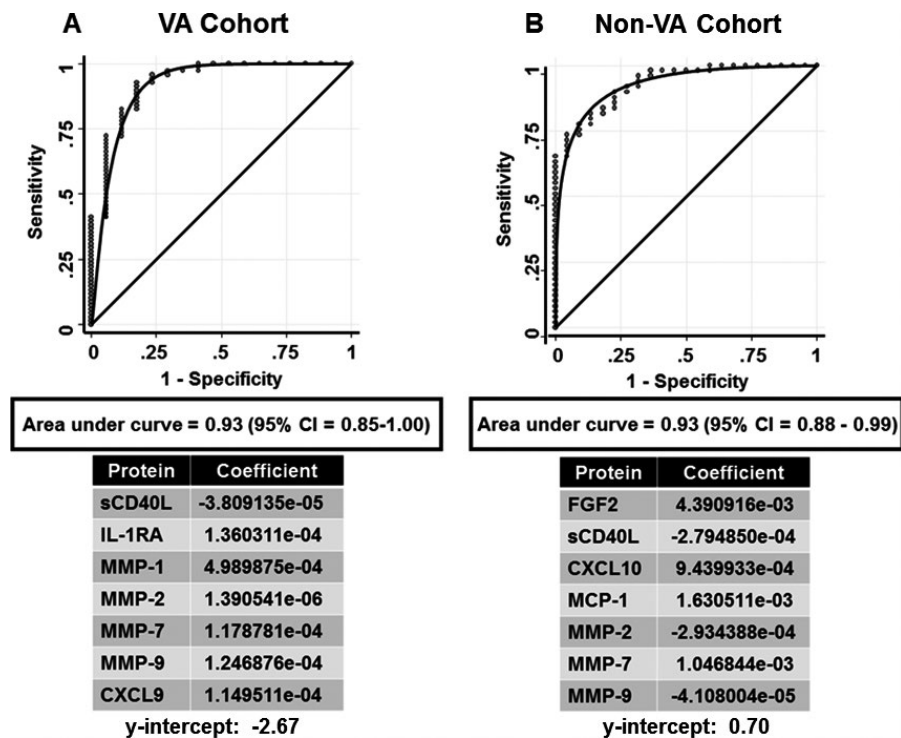 A VA Cohort
B Non-VA Cohort
1
.75
.5
.25
0
Sensitivity
0 .25 .5 .75 1
1 - Specificity
1
.75
.5
.25
0
Sensitivity
0 .25 .5 .75 1
1 - Specificity
Area under curve = 0.93 (95% CI = 0.85-1.00)
Area under curve = 0.93 (95% CI = 0.88 - 0.99)
Protein Coefficient
sCD40L -3.809135e-05
IL-1RA 1.360311e-04
MMP-1 4.989875e-04
MMP-2 1.390541e-06
MMP-7 1.178781e-04
MMP-9 1.246876e-04
CXCL9 1.149511e-04
y-intercept: -2.67
Protein Coefficient
FGF2 4.390916e-03
sCD40L -2.794850e-04
CXCL10 9.439933e-04
MCP-1 1.630511e-03
MMP-2 -2.934388e-04
MMP-7 1.046844e-03
MMP-9 -4.108004e-05
y-intercept: 0.70